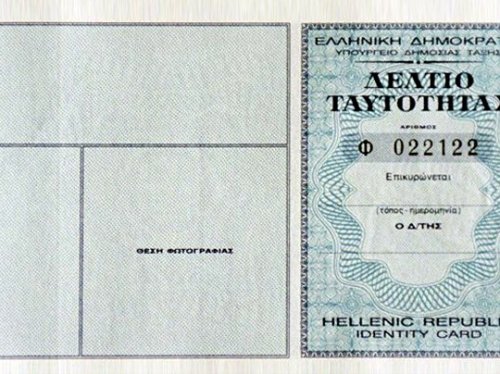 ΘΕΣΗ ΦΩΤΟΓΡΑΦΙΑΣ
ΕΛΛΗΝΙΚΗ ΔΗΜΟΚΡΑΤ
ΥΠΟΥΡΓΕΙΟ ΔΗΜΟΣΙΑΣ ΤΑΞΗΣ
ΔΕΛΤΙΟ
ΤΑΥΤΟΤΗΤΑΣ
ΑΡΙΘΜΟΣ
Φ 022122
Επικυρώνεται
(τόπος - ημερομηνία)
Ο Δ/ΤΗΣ
HELLENIC REPUBL
IDENTITY CARD